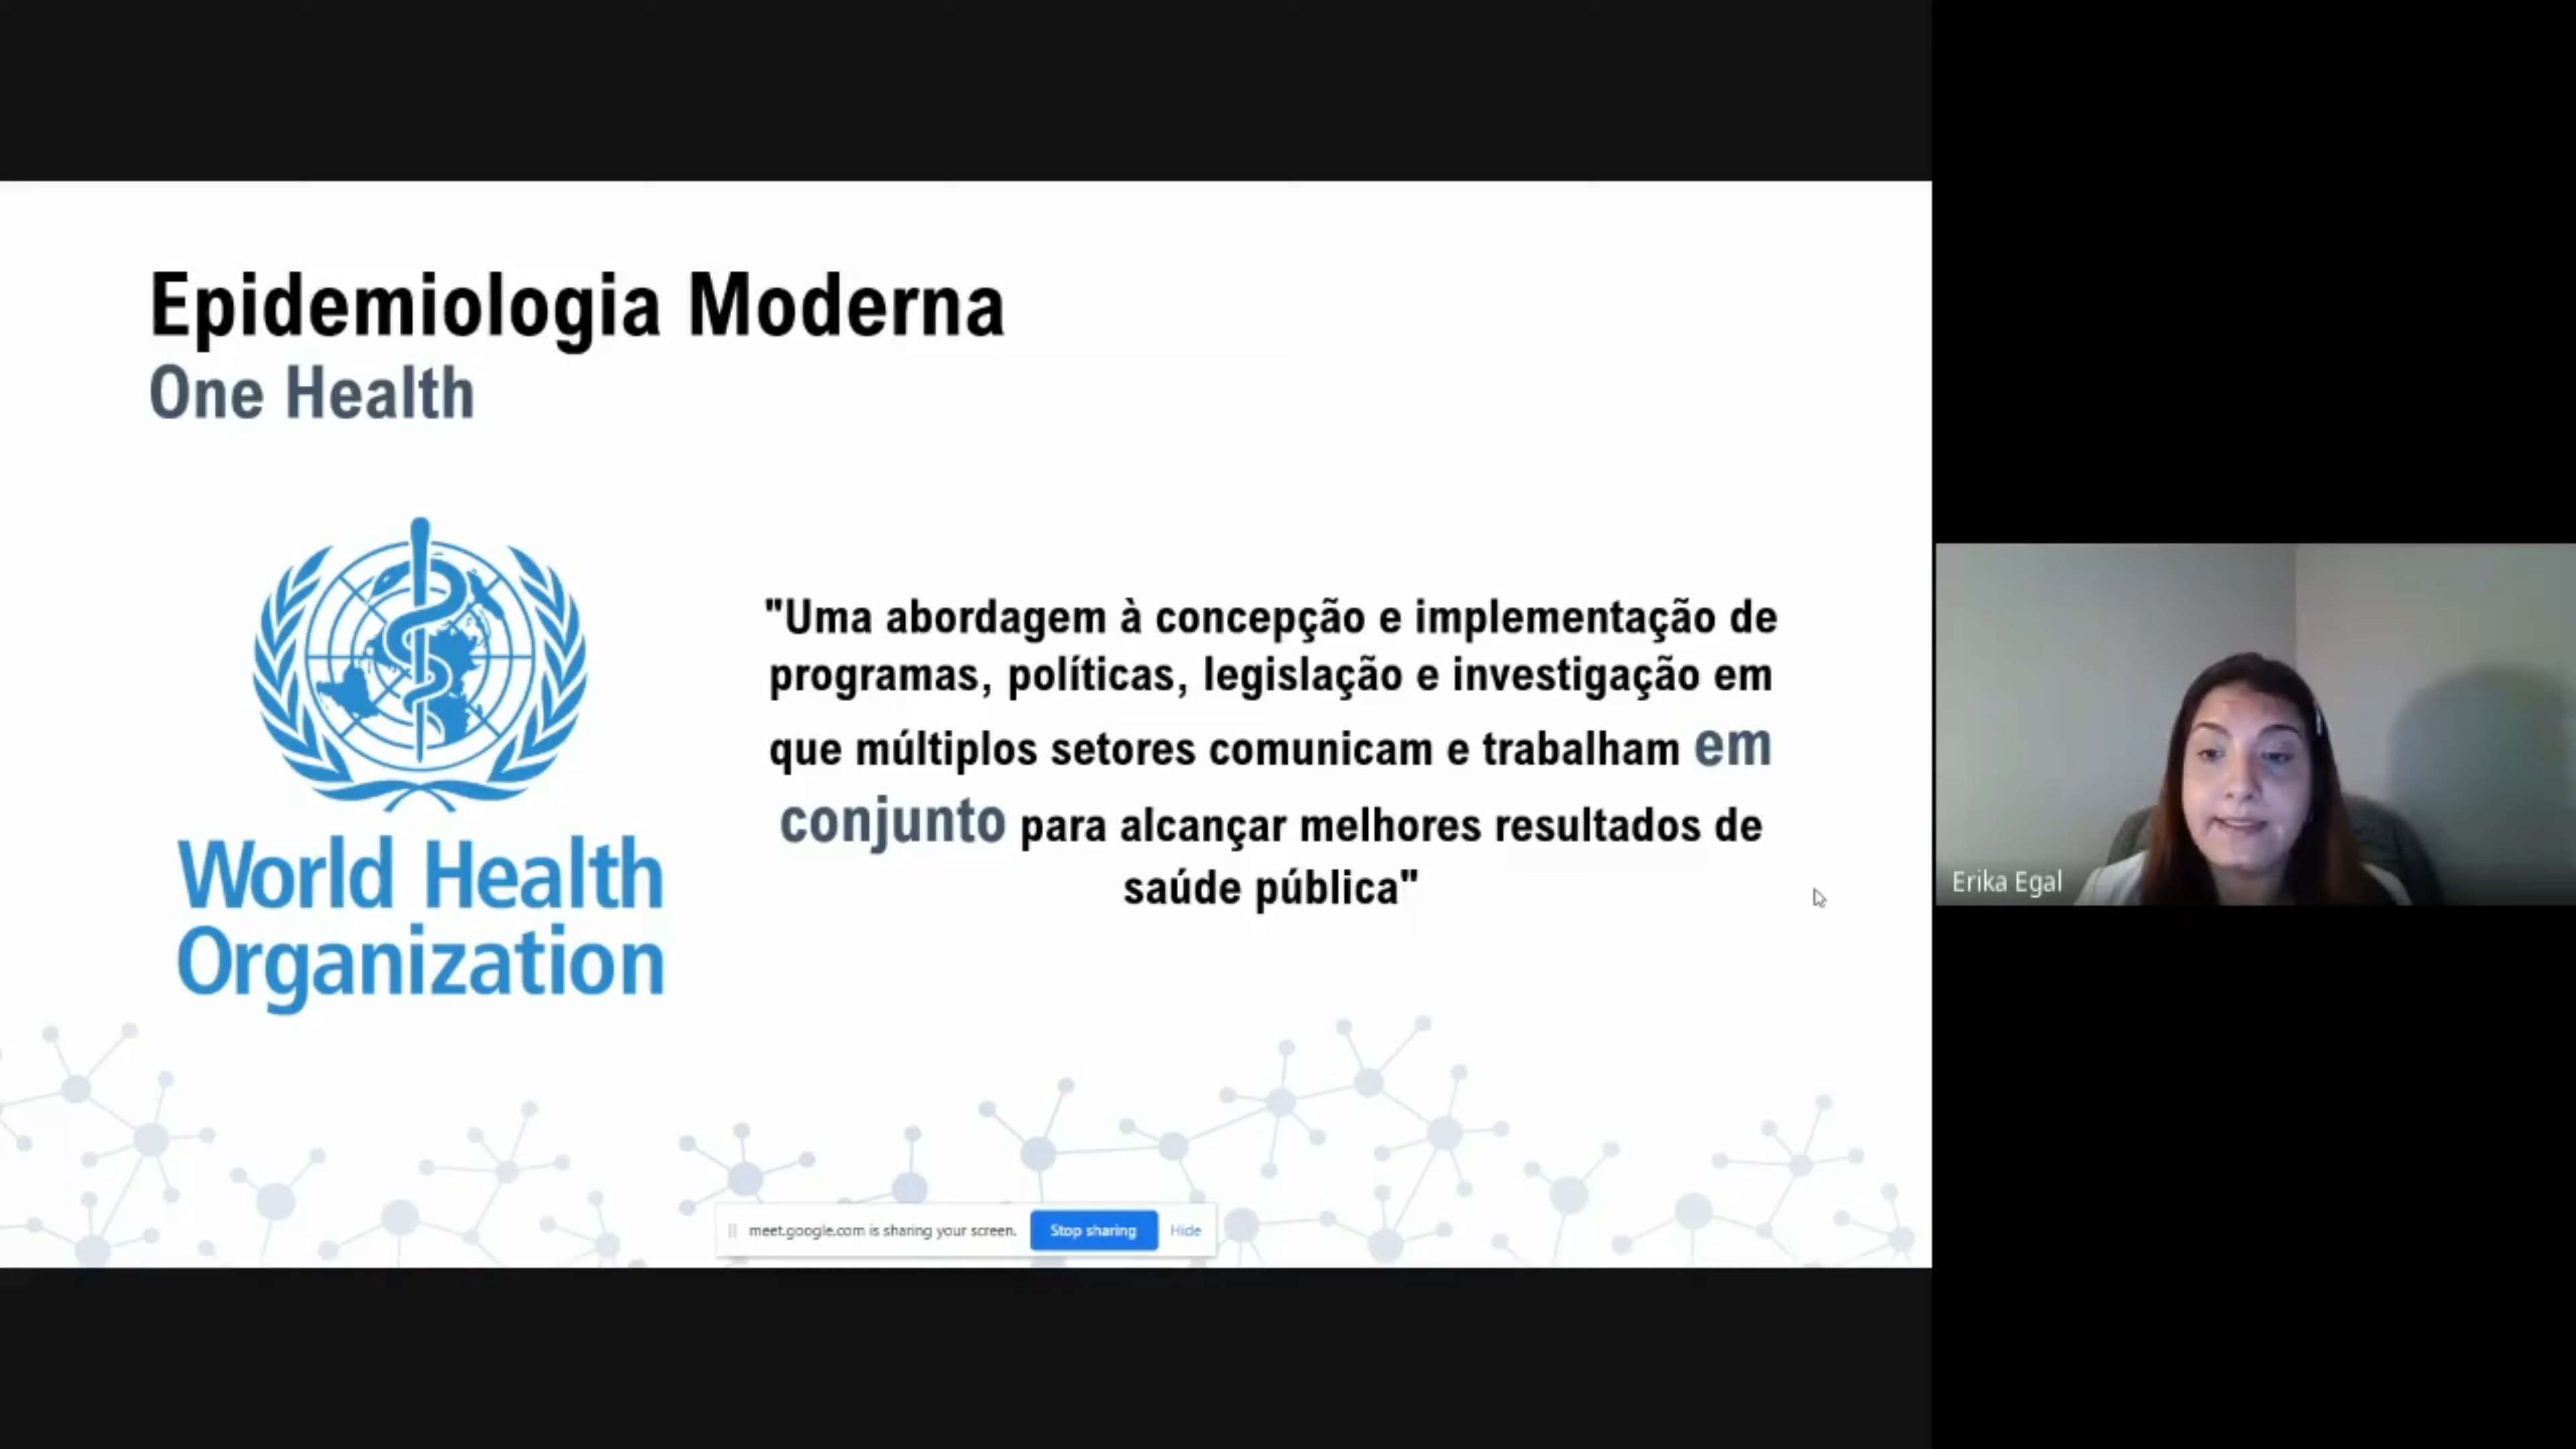 Epidemiologia Moderna
One Health
World Health
Organization
"Uma abordagem à concepção e implementação de
programas, políticas, legislação e investigação em
que múltiplos setores comunicam e trabalham em
conjunto para alcançar melhores resultados de
saúde pública"
Erika Egal
meet.google.com is sharing your screen. Stop sharing Hide